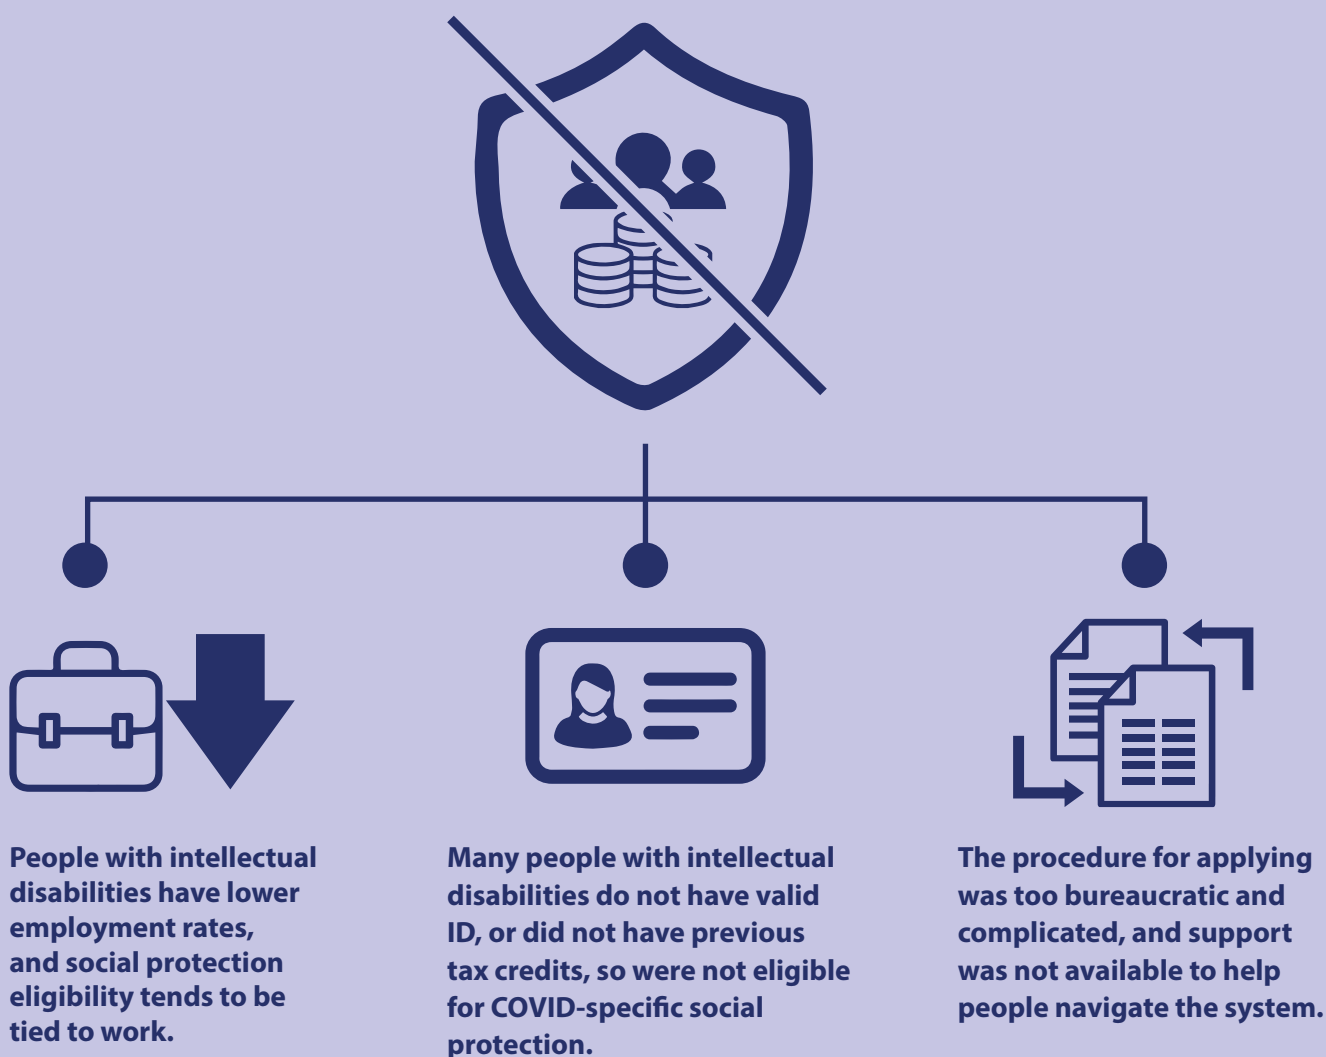 People with intellectual
disabilities have lower
employment rates,
and social protection
eligibility tends to be
tied to work.
Many people with intellectual
disabilities do not have valid
ID, or did not have previous
tax credits, so were not eligible
for COVID-specific social
protection.
The procedure for applying
was too bureaucratic and
complicated, and support
was not available to help
people navigate the system.